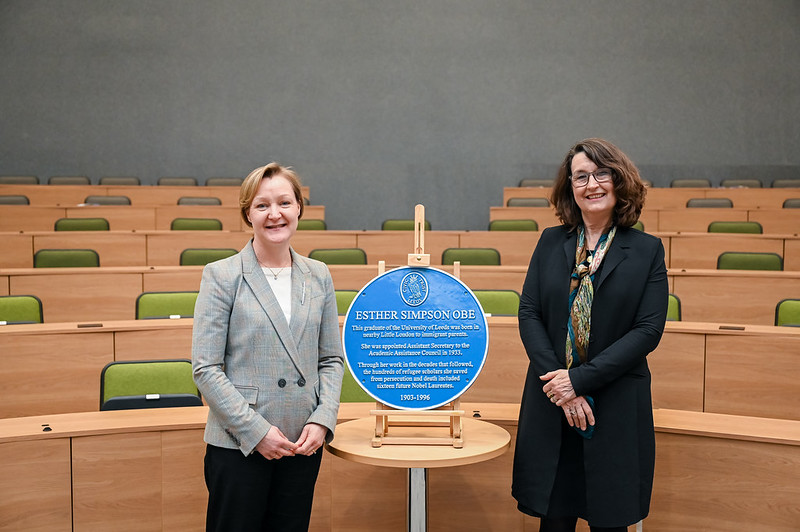 ESTHER SIMPSON OBE
This graduate of the University of Leeds was born in
nearby Little London to immigrant parents.
She was appointed Assistant Secretary to the
Academic Assistance Council in 1933.
Through her work in the decades that followed,
the hundreds of refugee scholars she saved
from persecution and death included
sixteen future Nobel Laureates.
1903-1996